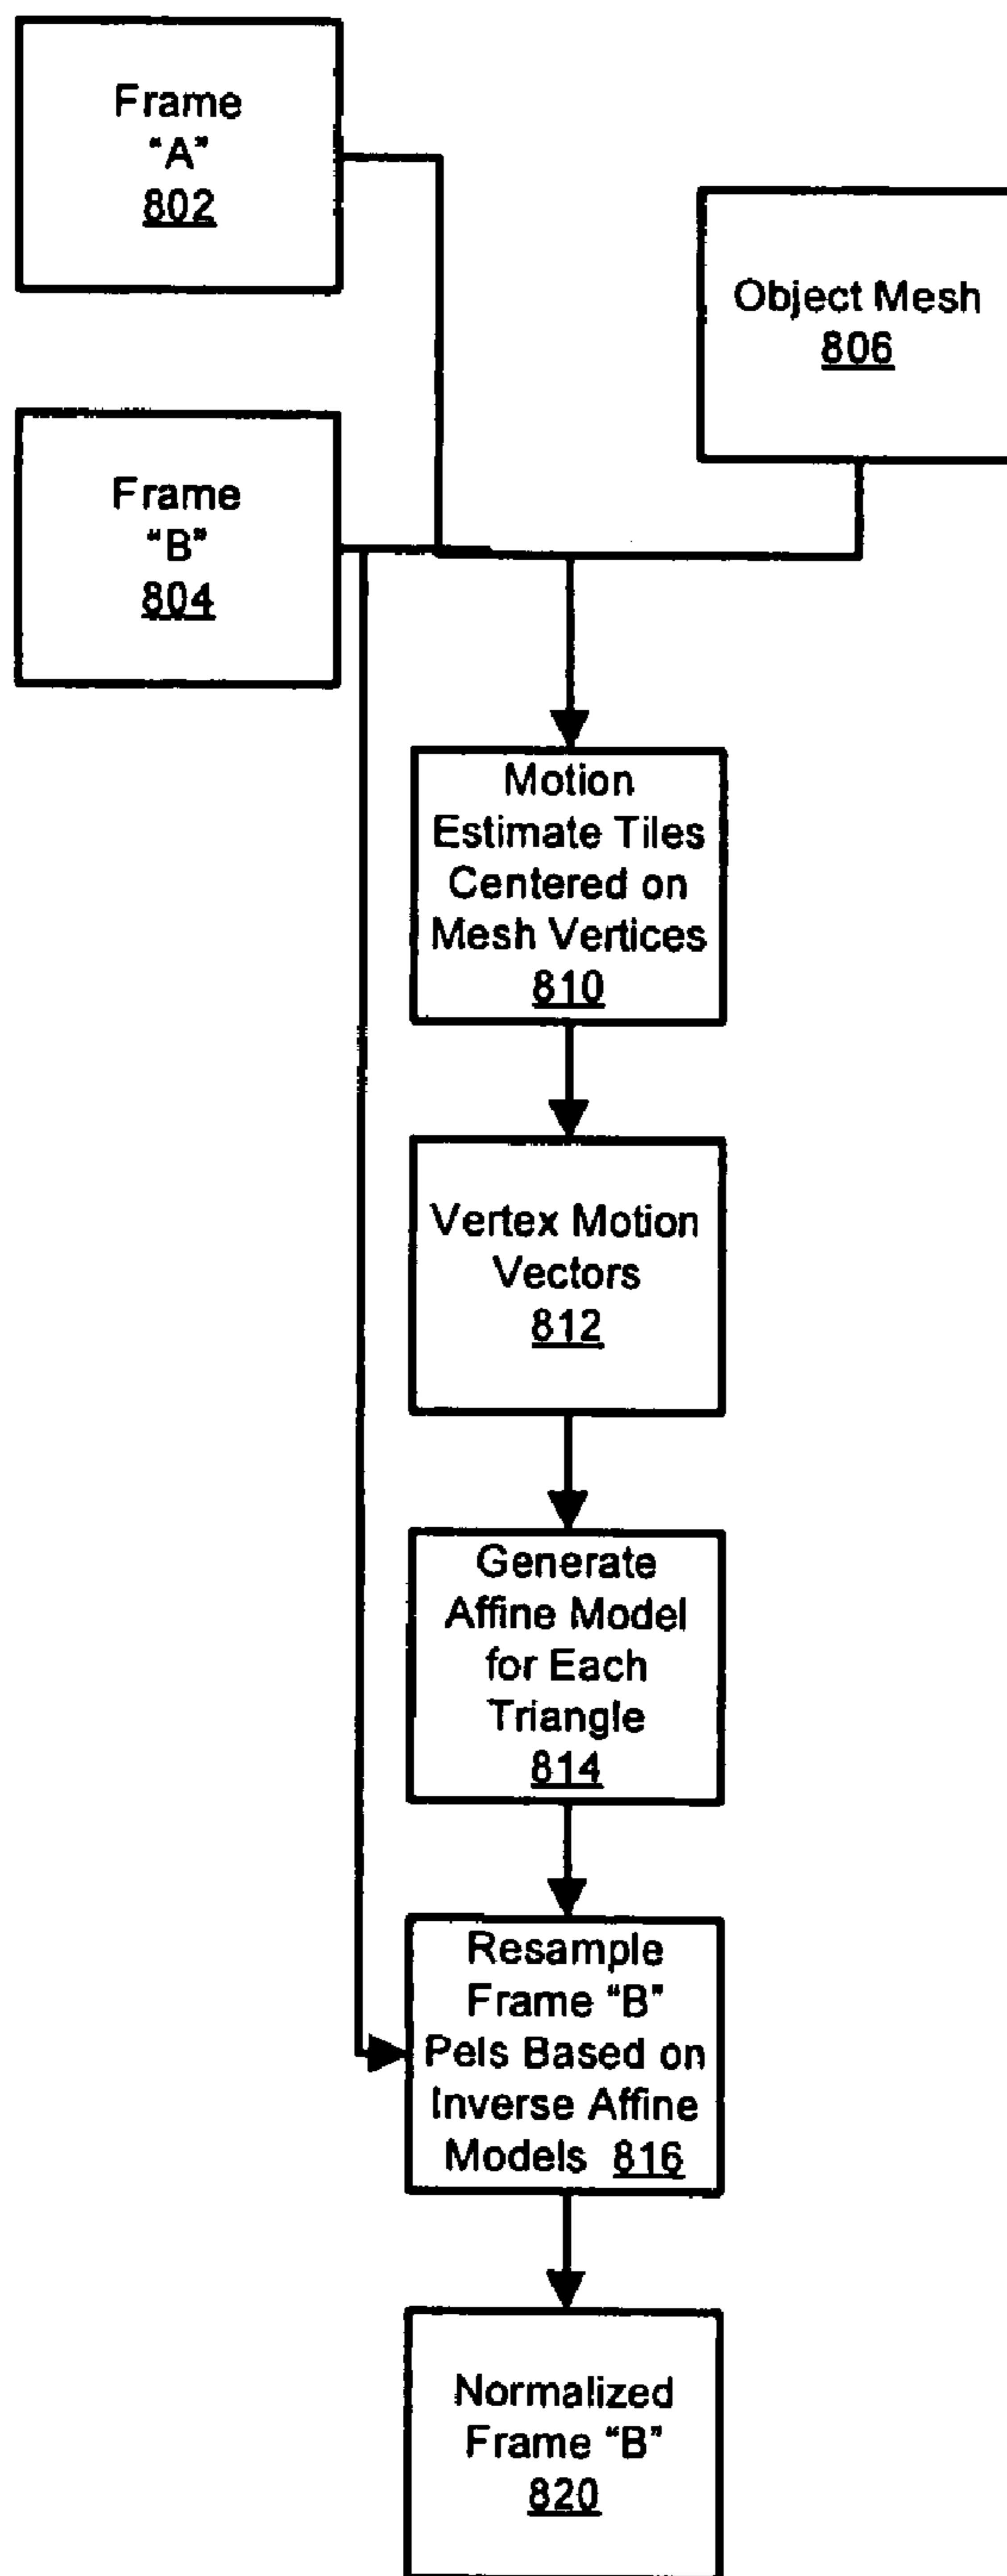 Frame
"A"
802
Object Mesh
806
Frame
"B"
804
Motion
Estimate Tiles
Centered on
Mesh Vertices
810
Vertex Motion
Vectors
812
Generate
Affine Model
for Each
Triangle
814
Resample
Frame "B"
Pels Based on
Inverse Affine
Models 816
Normalized
Frame "B"
820